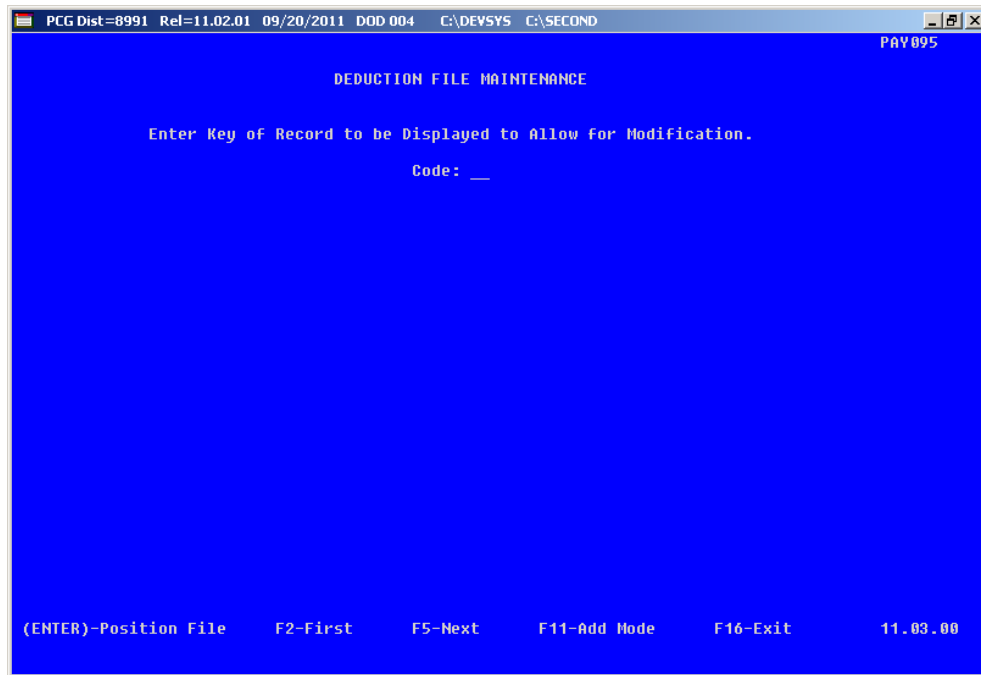 PCG Dist=8991 Rel=11.02.01 09/20/2011 DOD 004 C:\DEVSYS C:\SECOND
PAY095
DEDUCTION FILE MAINTENANCE
Enter Key of Record to be Displayed to Allow for Modification.
Code: __
(ENTER)-Position File F2-First F5-Next F11-Add Mode F16-Exit 11.03.00